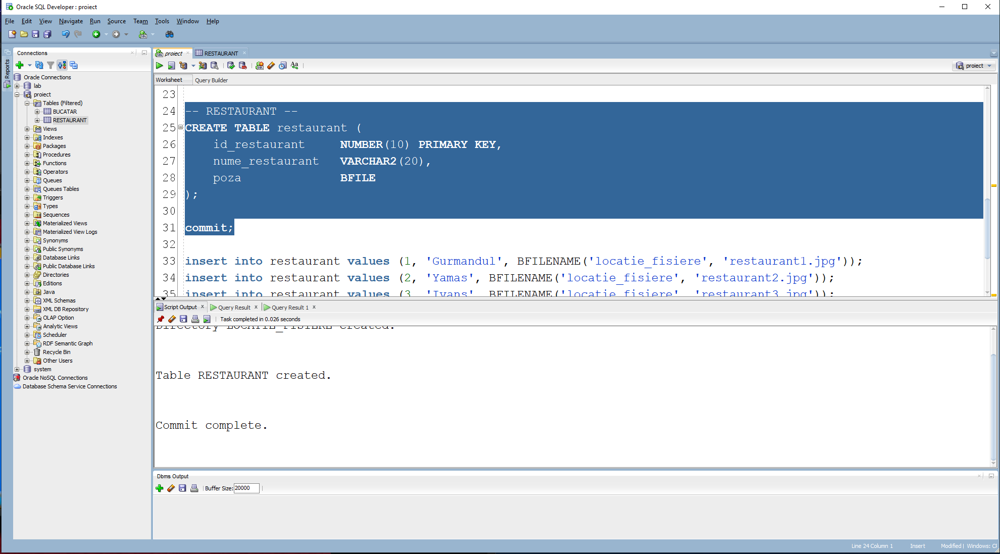 Oracle SQL Developer : proiect
File Edit View Navigate Run Source Team Tools Window Help
Reports
Connections
Oracle Connections
lab
proiect
Tables (Filtered)
BUCATAR
RESTAURANT
Views
Indexes
Packages
Procedures
Functions
Operators
Queues
Queues Tables
Triggers
Types
Sequences
Materialized Views
Materialized View Logs
Synonyms
Public Synonyms
Database Links
Public Database Links
Directories
Editions
Java
XML Schemas
XML DB Repository
OLAP Option
Analytic Views
Scheduler
RDF Semantic Graph
Recycle Bin
Other Users
system
Oracle NoSQL Connections
Database Schema Service Connections
proiect RESTAURANT
proiect
Worksheet Query Builder
23
24 -- RESTAURANT --
25 CREATE TABLE restaurant (
26 id_restaurant NUMBER(10) PRIMARY KEY,
27 nume_restaurant VARCHAR2(20),
28 poza BFILE
29 );
30
31 commit;
32
33 insert into restaurant values (1, 'Gurmandul', BFILENAME('locatie_fisiere', 'restaurant1.jpg'));
34 insert into restaurant values (2, 'Yamas', BFILENAME('locatie_fisiere', 'restaurant2.jpg'));
35 insert into restaurant values (3, 'Ivans', BFILENAME('locatie_fisiere', 'restaurant3.jpg'));
Script Output x Query Result x Query Result 1 x
Task completed in 0.026 seconds
Directory LOCATIE_FISIERE created.
Table RESTAURANT created.
Commit complete.
Dbms Output
Buffer Size: 20000
Line 24 Column 1 Insert Modified Windows: CR